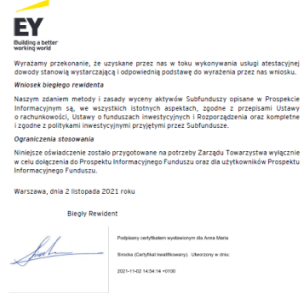 EY
Building a better
working world
Wyrażamy przekonanie, że uzyskane przez nas w toku wykonywania usługi atestacyjnej
dowody stanowią wystarczającą i odpowiednią podstawę do wyrażenia przez nas wniosku.
Wniosek biegłego rewidenta
Naszym zdaniem metody i zasady wyceny aktywów Subfunduszy opisane w Prospekcie
Informacyjnym są, we wszystkich istotnych aspektach, zgodne z przepisami Ustawy
o rachunkowości, Ustawy o funduszach inwestycyjnych i Rozporządzenia oraz kompletne
i zgodne z politykami inwestycyjnymi przyjętymi przez Subfundusze.
Ograniczenia stosowania
Niniejsze oświadczenie zostało przygotowane na potrzeby Zarządu Towarzystwa wyłącznie
w celu dołączenia do Prospektu Informacyjnego Funduszu oraz dla użytkowników Prospektu
Informacyjnego Funduszu.
Warszawa, dnia 2 listopada 2021 roku
Biegły Rewident
Podpisany certyfikatem wystawionym dla Anna Maria
(Certyfikat kwalifikowany). Utworzony w dniu:
2021-11-02 14:54:14 +0100